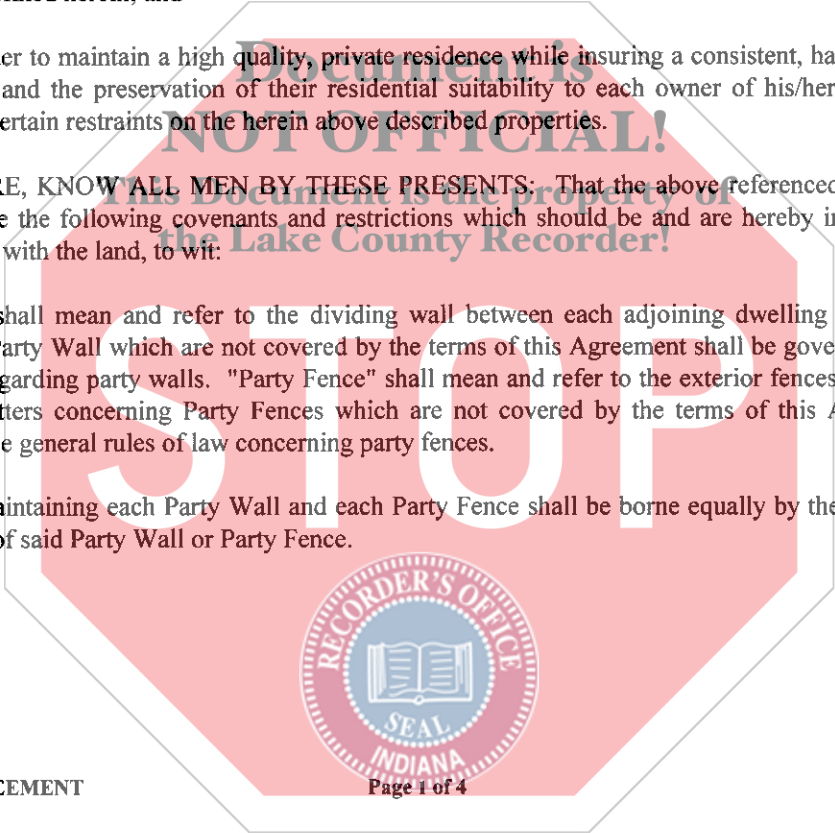 er to maintain a high quality, private residence while insuring a consistent, ha
and the preservation of their residential suitability to each owner of his/her
ertain restraints on the herein above described properties.
Document is
NOT OFFICIAL!
This Document is the property of
the Lake County Recorder!
RE, KNOW ALL MEN BY THESE PRESENTS: That the above referenced
e the following covenants and restrictions which should be and are hereby in
with the land, to wit:
shall mean and refer to the dividing wall between each adjoining dwelling
Party Wall which are not covered by the terms of this Agreement shall be gove
garding party walls. "Party Fence" shall mean and refer to the exterior fences
tters concerning Party Fences which are not covered by the terms of this A
e general rules of law concerning party fences.
STOP
aintaining each Party Wall and each Party Fence shall be borne equally by the
of said Party Wall or Party Fence.
RECORDER'S OFFICE
SEAL
INDIANA
CEMENT Page 1 of 4